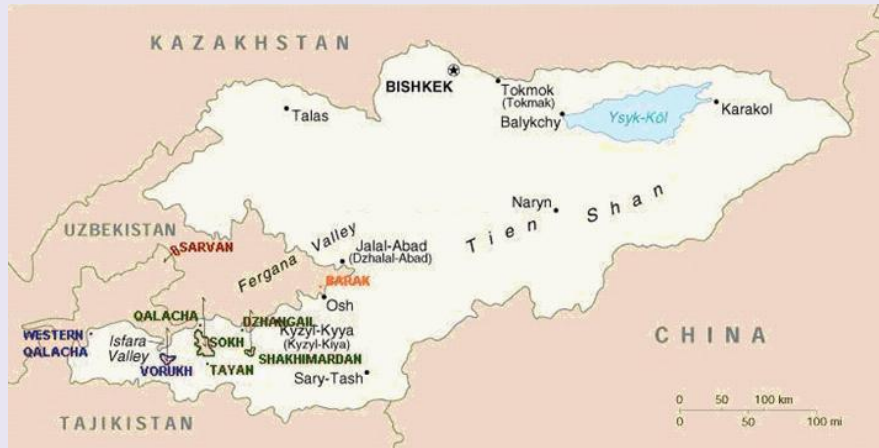 KAZAKHSTAN
BISHKEK
Tokmok
(Tokmak)
Talas
Balykchy
Ysyk-Köl
Karakol
Naryn
Tien Shan
UZBEKISTAN
SARVAN
Fergana Valley
Jalal-Abad
(Dzhalal-Abad)
BARAK
Osh
QALACHA
DZHANGAIL
WESTERN
QALACHA
Isfara
Valley
SOKH
Kyzyl-Kyya
(Kyzyl-Kiya)
SHAKHIMARDAN
VORUKH
TAYAN
Sary-Tash
CHINA
TAJIKISTAN
0 50 100 km
0 50 100 mi